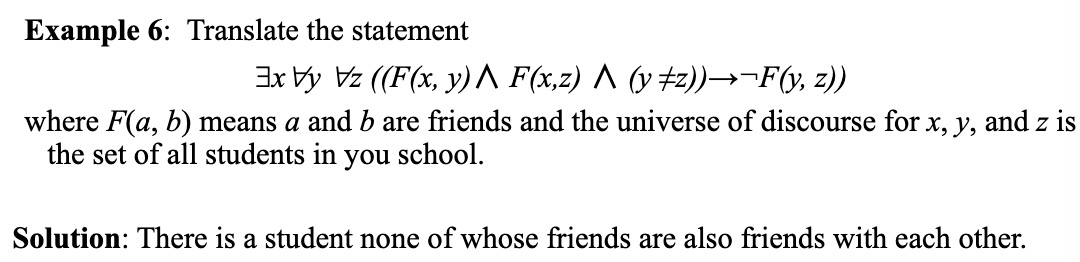 Example 6: Translate the statement
∃x ∀y ∀z ((F(x, y)∧ F(x,z) ∧ (y ≠z))→¬F(y, z))
where F(a, b) means a and b are friends and the universe of discourse for x, y, and z is
the set of all students in you school.
Solution: There is a student none of whose friends are also friends with each other.